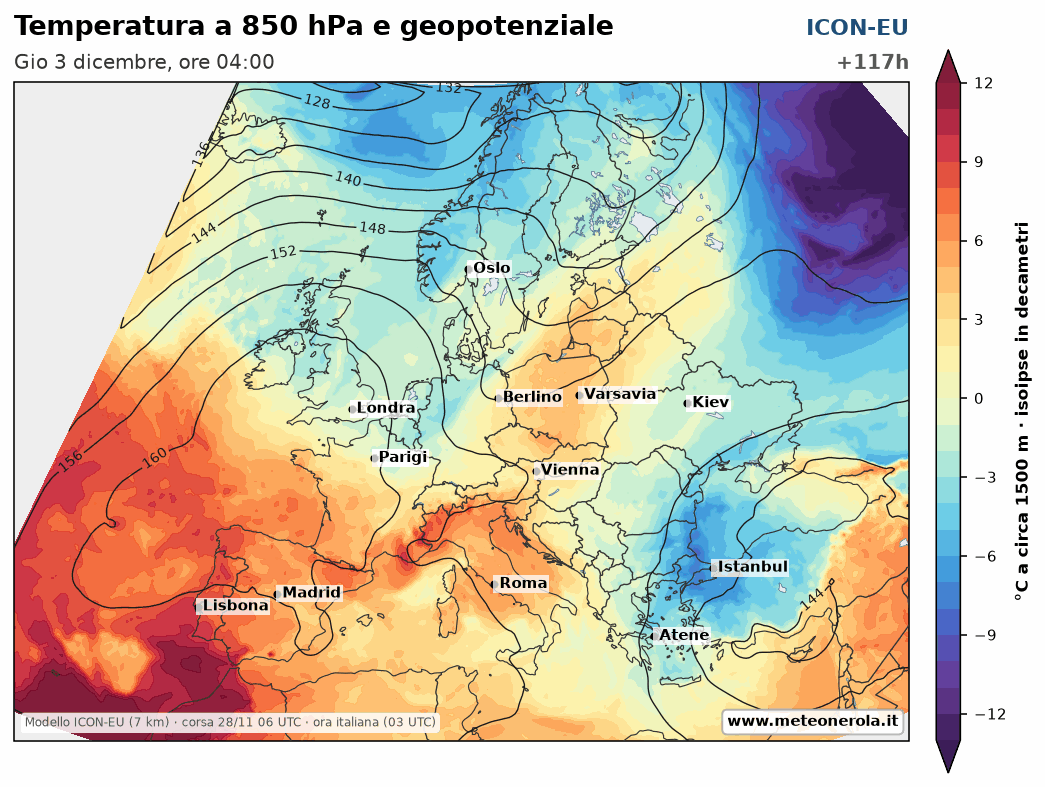 Temperatura a 850 hPa e geopotenziale
ICON-EU
Gio 3 dicembre, ore 04:00
+117h
132
128
136
140
144
148
152
Oslo
Berlino
Varsavia
Kiev
Londra
156
160
Parigi
Vienna
Istanbul
Roma
Madrid
Lisbona
144
Atene
Modello ICON-EU (7 km) · corsa 28/11 06 UTC · ora italiana (03 UTC)
www.meteonerola.it
12
9
6
3
0
−3
−6
−9
−12
°C a circa 1500 m · isoipse in decametri